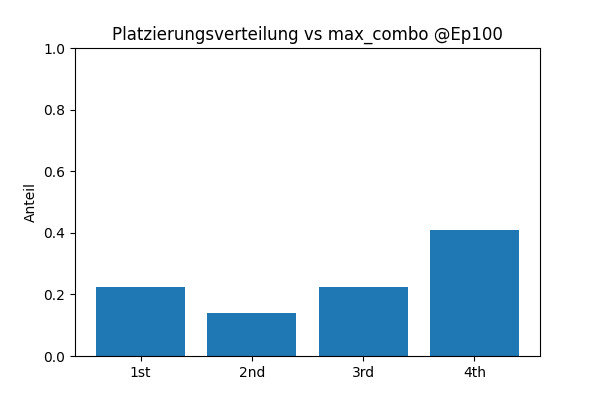 Platzierungsverteilung vs max_combo @Ep100
1.0
0.8
0.6
0.4
0.2
0.0
Anteil
1st
2nd
3rd
4th